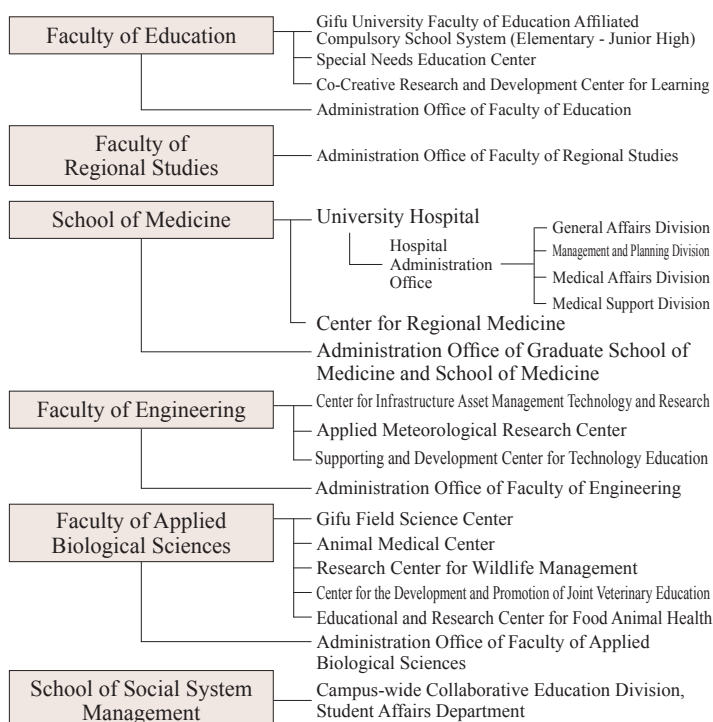 Faculty of Education
Gifu University Faculty of Education Affiliated
Compulsory School System (Elementary - Junior High)
Special Needs Education Center
Co-Creative Research and Development Center for Learning
Administration Office of Faculty of Education
Faculty of
Regional Studies
Administration Office of Faculty of Regional Studies
School of Medicine
University Hospital
Hospital
Administration
Office
General Affairs Division
Management and Planning Division
Medical Affairs Division
Medical Support Division
Center for Regional Medicine
Administration Office of Graduate School of
Medicine and School of Medicine
Faculty of Engineering
Center for Infrastructure Asset Management Technology and Research
Applied Meteorological Research Center
Supporting and Development Center for Technology Education
Administration Office of Faculty of Engineering
Faculty of Applied
Biological Sciences
Gifu Field Science Center
Animal Medical Center
Research Center for Wildlife Management
Center for the Development and Promotion of Joint Veterinary Education
Educational and Research Center for Food Animal Health
Administration Office of Faculty of Applied
Biological Sciences
School of Social System
Management
Campus-wide Collaborative Education Division,
Student Affairs Department